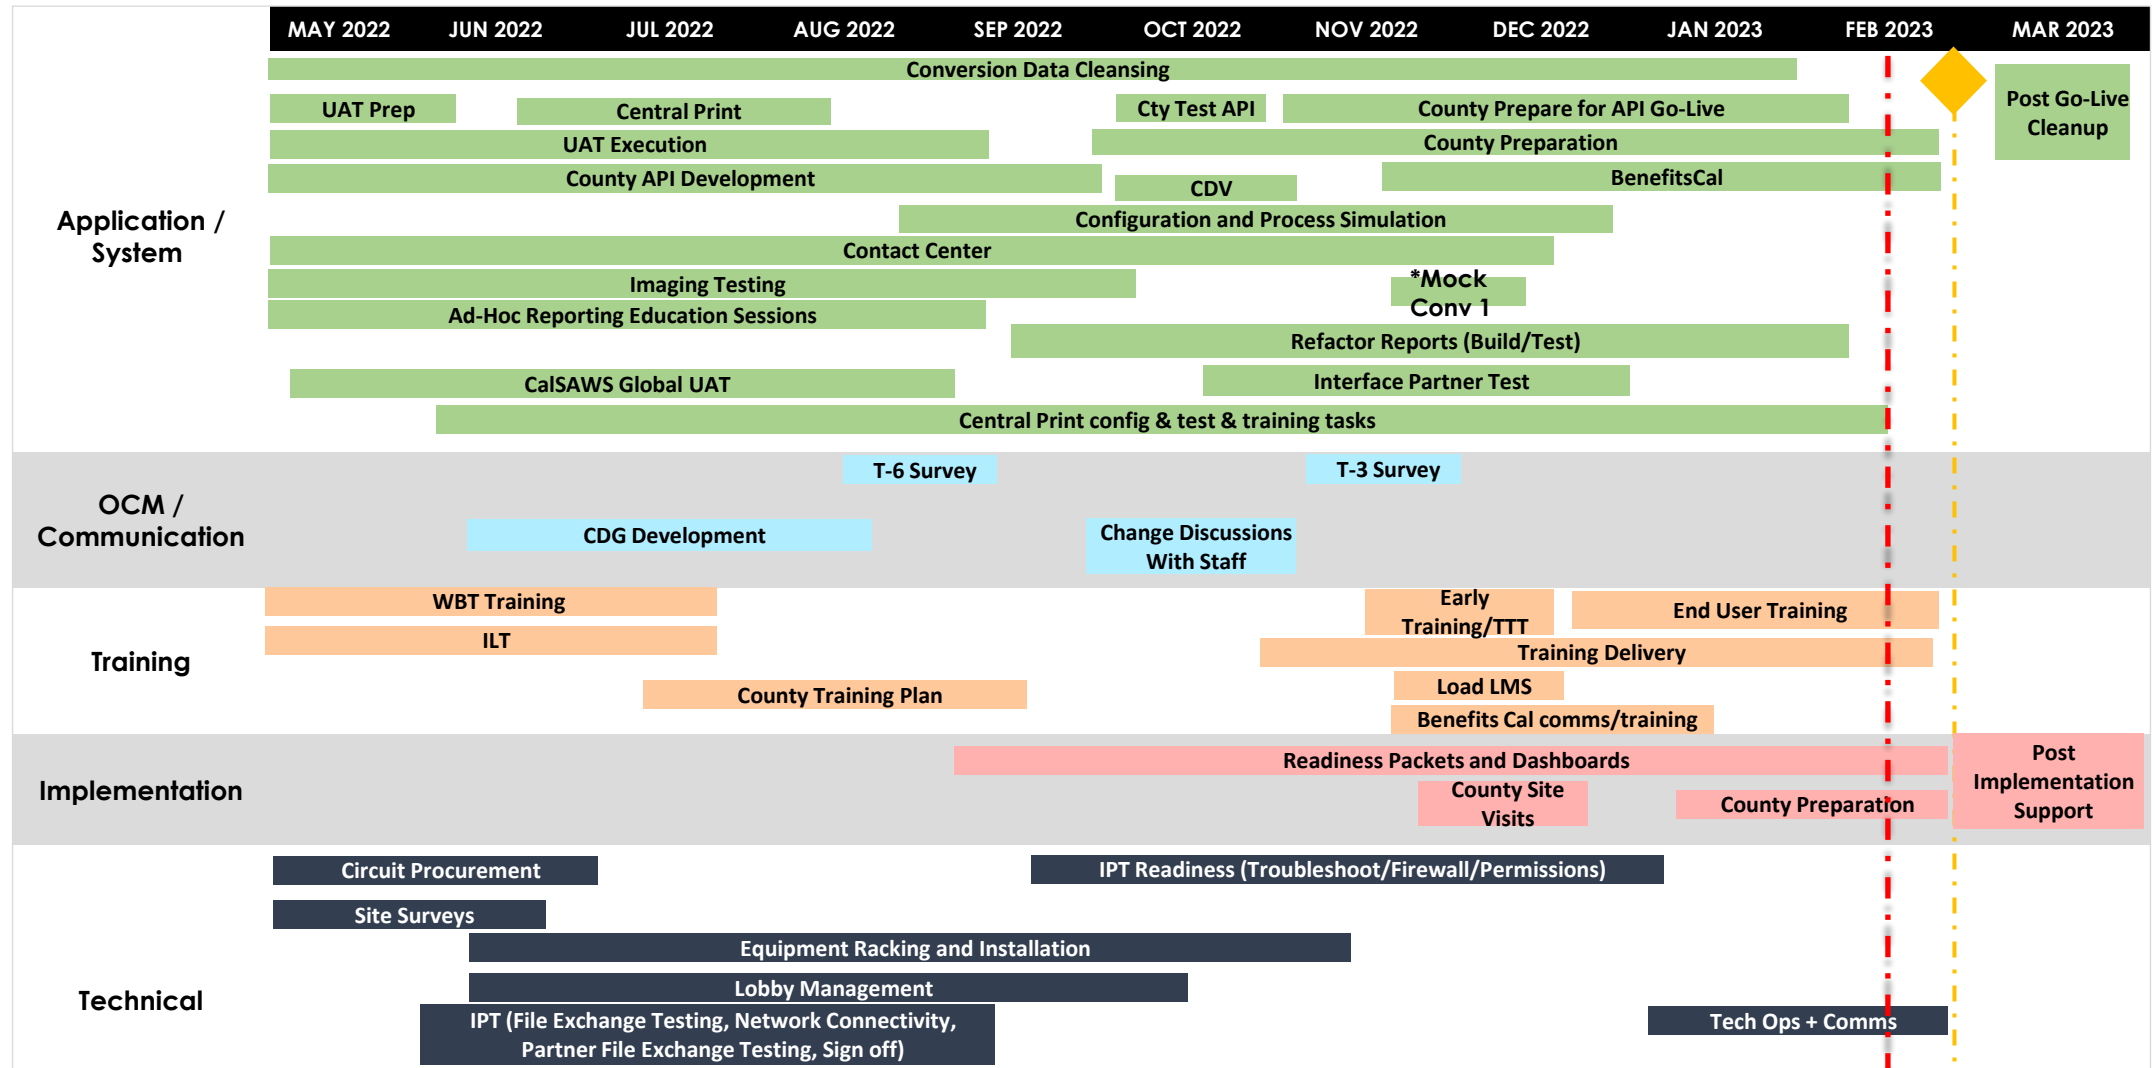 MAY 2022 JUN 2022 JUL 2022 AUG 2022 SEP 2022 OCT 2022 NOV 2022 DEC 2022 JAN 2023 FEB 2023 MAR 2023
Application /
System
Conversion Data Cleansing
UAT Prep
Central Print
Cty Test API
County Prepare for API Go-Live
Post Go-Live
Cleanup
UAT Execution
County Preparation
County API Development
CDV
BenefitsCal
Configuration and Process Simulation
Contact Center
Imaging Testing
*Mock
Conv 1
Ad-Hoc Reporting Education Sessions
Refactor Reports (Build/Test)
CalSAWS Global UAT
Interface Partner Test
Central Print config & test & training tasks
OCM /
Communication
T-6 Survey
T-3 Survey
CDG Development
Change Discussions
With Staff
Training
WBT Training
Early
Training/TTT
End User Training
ILT
Training Delivery
County Training Plan
Load LMS
Benefits Cal comms/training
Implementation
Readiness Packets and Dashboards
County Site
Visits
County Preparation
Post
Implementation
Support
Technical
Circuit Procurement
IPT Readiness (Troubleshoot/Firewall/Permissions)
Site Surveys
Equipment Racking and Installation
Lobby Management
IPT (File Exchange Testing, Network Connectivity,
Partner File Exchange Testing, Sign off)
Tech Ops + Comms